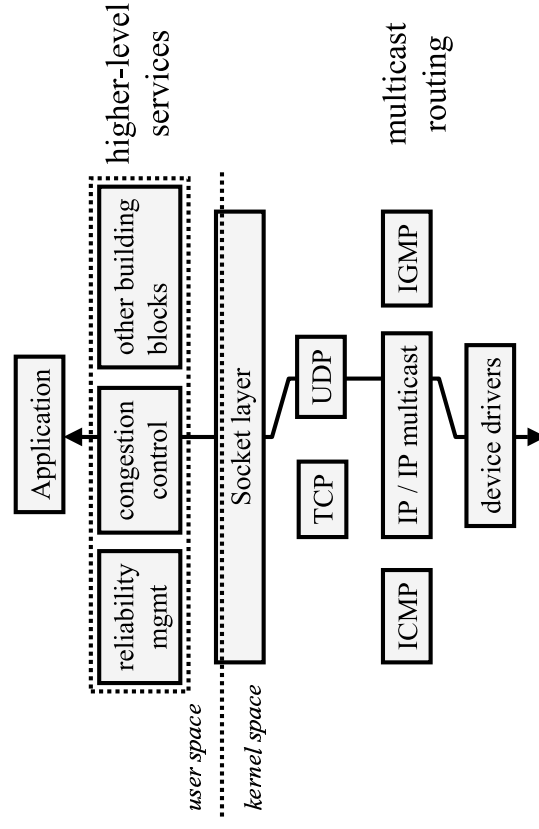 Application
reliability
mgmt
congestion
control
other building
blocks
higher-level
services
user space
kernel space
Socket layer
TCP
UDP
ICMP
IP / IP multicast
IGMP
multicast
routing
device drivers